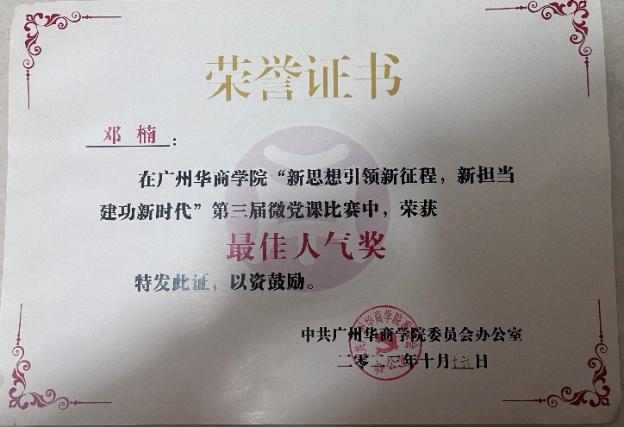 荣誉证书
邓楠：
在广州华商学院“新思想引领新征程，新担当
建功新时代”第三届微党课比赛中，荣获
最佳人气奖
特发此证，以资鼓励。
中共广州华商学院委员会办公室
二〇二 年十月十六日